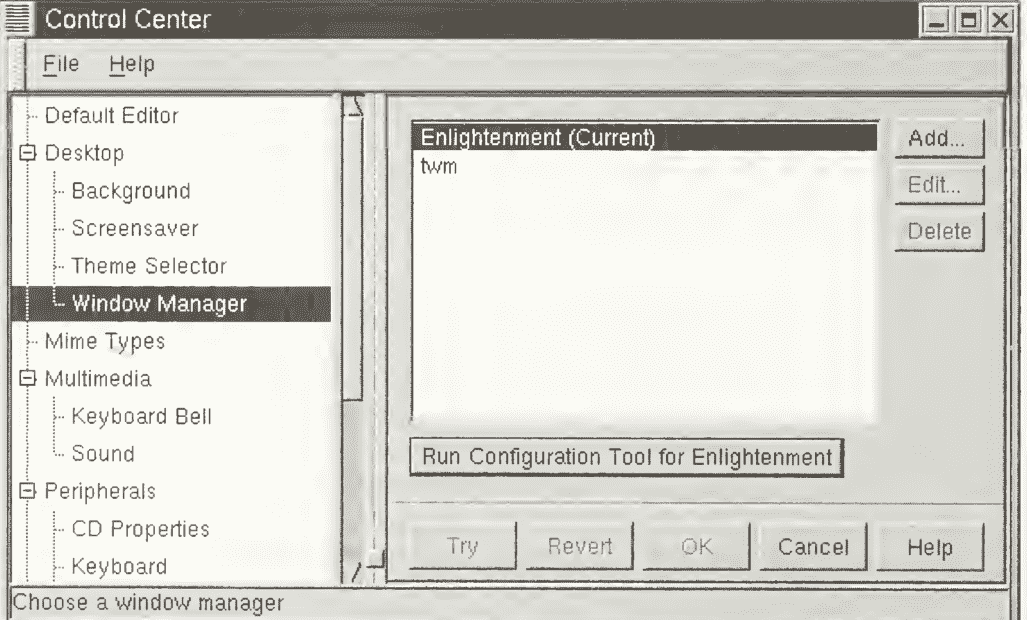 Control Center
File Help
Default Editor
Desktop
Background
Screensaver
Theme Selector
Window Manager
Mime Types
Multimedia
Keyboard Bell
Sound
Peripherals
CD Properties
Keyboard
Enlightenment (Current)
twm
Add...
Edit...
Delete
Run Configuration Tool for Enlightenment
Try Revert OK Cancel Help
Choose a window manager